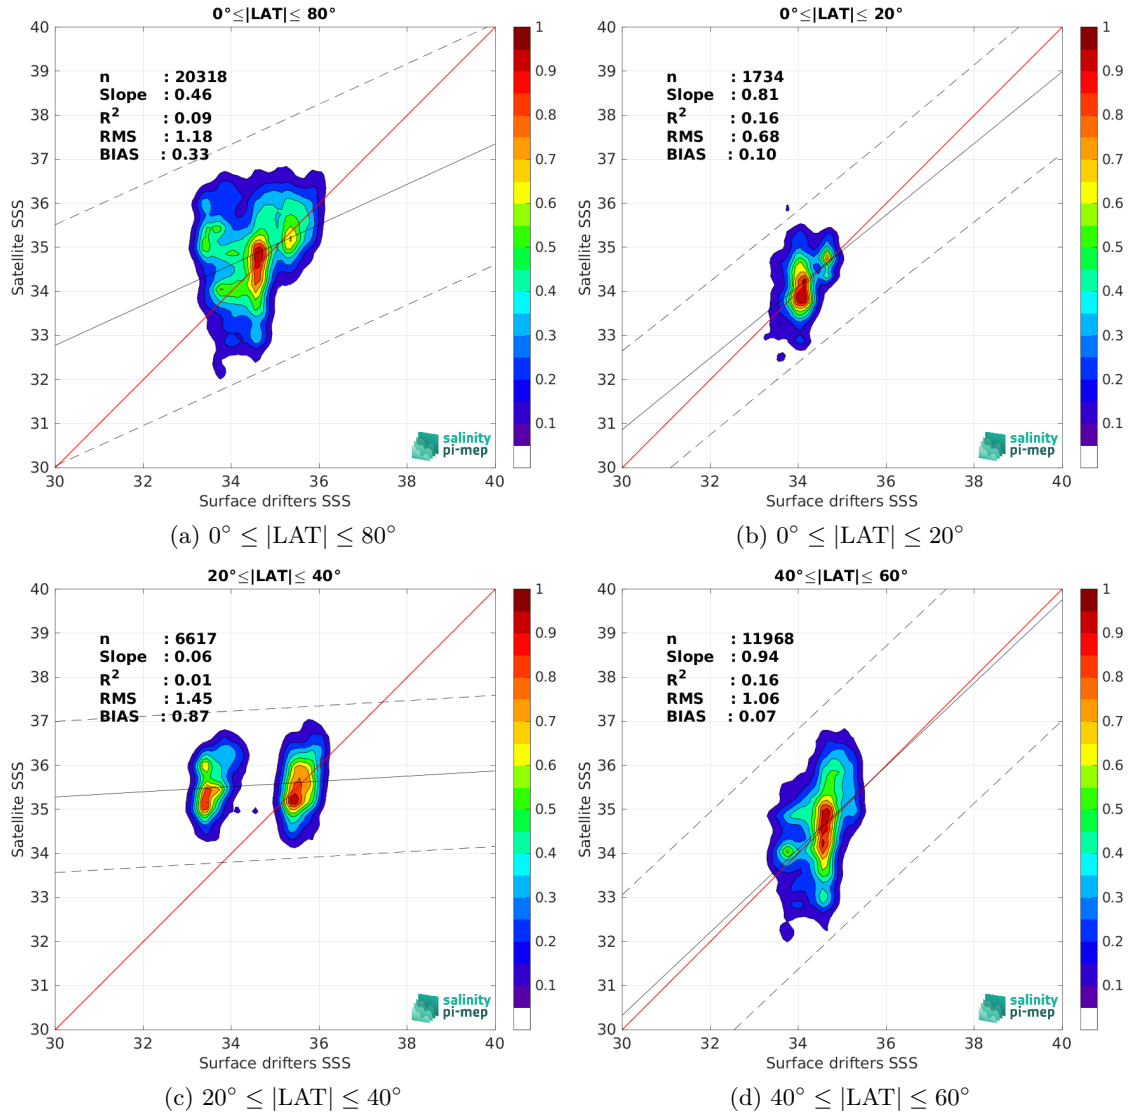 0°≤|LAT|≤ 80°
n : 20318
Slope : 0.46
R² : 0.09
RMS : 1.18
BIAS : 0.33
Satellite SSS
40
39
38
37
36
35
34
33
32
31
30
30 32 34 36 38 40
Surface drifters SSS
1
0.9
0.8
0.7
0.6
0.5
0.4
0.3
0.2
0.1
salinity
pi-mep
(a) 0° ≤ |LAT| ≤ 80°
0°≤|LAT|≤ 20°
n : 1734
Slope : 0.81
R² : 0.16
RMS : 0.68
BIAS : 0.10
Satellite SSS
40
39
38
37
36
35
34
33
32
31
30
30 32 34 36 38 40
Surface drifters SSS
1
0.9
0.8
0.7
0.6
0.5
0.4
0.3
0.2
0.1
salinity
pi-mep
(b) 0° ≤ |LAT| ≤ 20°
20°≤|LAT|≤ 40°
n : 6617
Slope : 0.06
R² : 0.01
RMS : 1.45
BIAS : 0.87
Satellite SSS
40
39
38
37
36
35
34
33
32
31
30
30 32 34 36 38 40
Surface drifters SSS
1
0.9
0.8
0.7
0.6
0.5
0.4
0.3
0.2
0.1
salinity
pi-mep
(c) 20° ≤ |LAT| ≤ 40°
40°≤|LAT|≤ 60°
n : 11968
Slope : 0.94
R² : 0.16
RMS : 1.06
BIAS : 0.07
Satellite SSS
40
39
38
37
36
35
34
33
32
31
30
30 32 34 36 38 40
Surface drifters SSS
1
0.9
0.8
0.7
0.6
0.5
0.4
0.3
0.2
0.1
salinity
pi-mep
(d) 40° ≤ |LAT| ≤ 60°